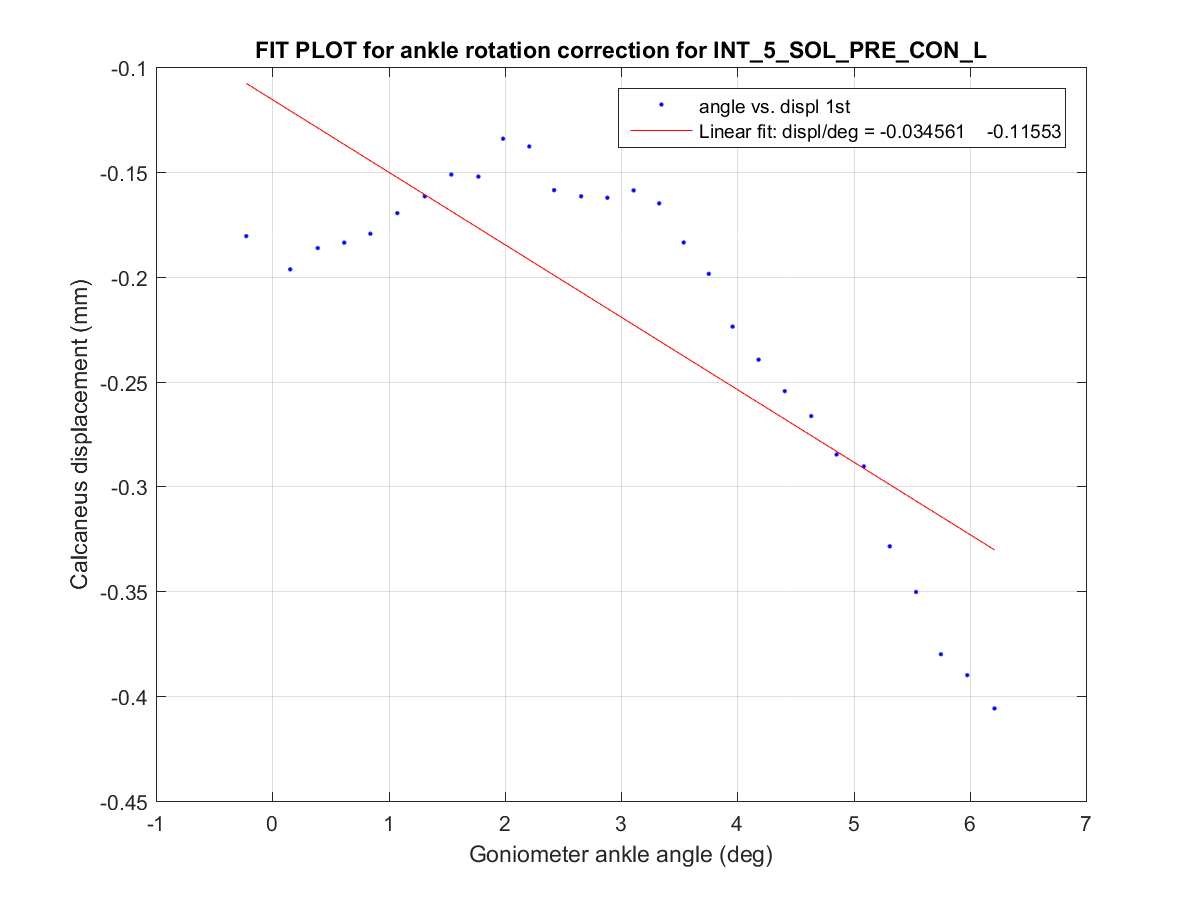 FIT PLOT for ankle rotation correction for INT_5_SOL_PRE_CON_L
angle vs. displ 1st
Linear fit: displ/deg = -0.034561 -0.11553
-0.1
-0.15
-0.2
-0.25
-0.3
-0.35
-0.4
-0.45
Calcaneus displacement (mm)
-1 0 1 2 3 4 5 6 7
Goniometer ankle angle (deg)